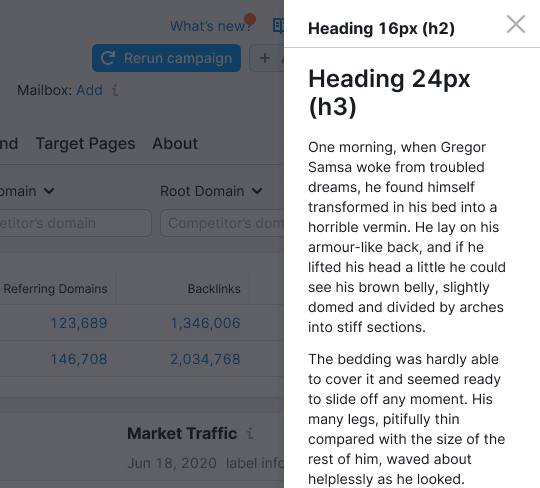 What's new?
Rerun campaign
Mailbox: Add
Target Pages About
Root Domain
Competitor's domain
Referring Domains Backlinks
123,689 1,346,006
146,708 2,034,768
Market Traffic
Jun 18, 2020 label info
Heading 16px (h2)
Heading 24px
(h3)
One morning, when Gregor
Samsa woke from troubled
dreams, he found himself
transformed in his bed into a
horrible vermin. He lay on his
armour-like back, and if he
lifted his head a little he could
see his brown belly, slightly
domed and divided by arches
into stiff sections.
The bedding was hardly able
to cover it and seemed ready
to slide off any moment. His
many legs, pitifully thin
compared with the size of the
rest of him, waved about
helplessly as he looked.